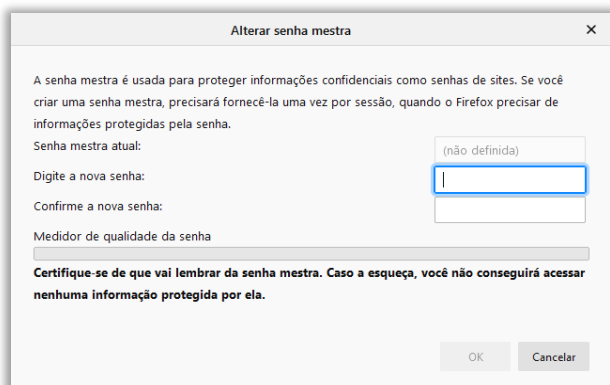 Alterar senha mestra
A senha mestra é usada para proteger informações confidenciais como senhas de sites. Se você
criar uma senha mestra, precisará fornecê-la uma vez por sessão, quando o Firefox precisar de
informações protegidas pela senha.
Senha mestra atual:
(não definida)
Digite a nova senha:
Confirme a nova senha:
Medidor de qualidade da senha
Certifique-se de que vai lembrar da senha mestra. Caso a esqueça, você não conseguirá acessar
nenhuma informação protegida por ela.
OK
Cancelar